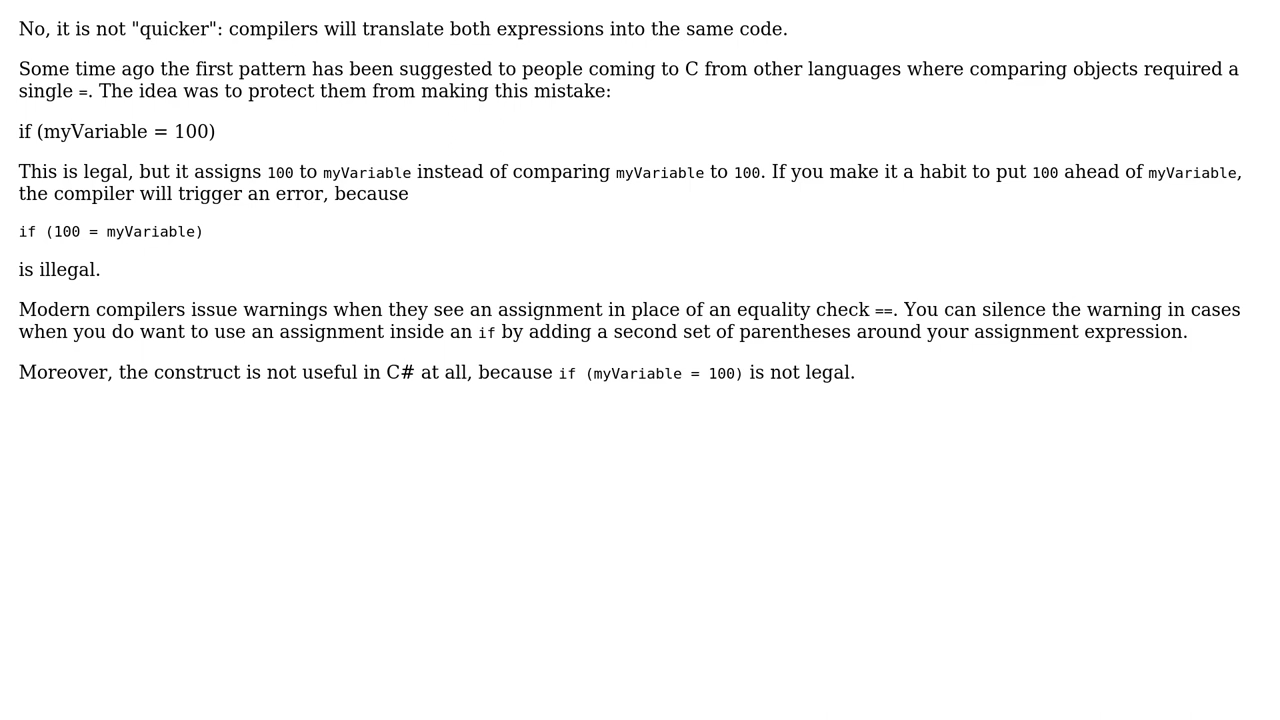 No, it is not "quicker": compilers will translate both expressions into the same code.
Some time ago the first pattern has been suggested to people coming to C from other languages where comparing objects required a
single =. The idea was to protect them from making this mistake:
if (myVariable = 100)
This is legal, but it assigns 100 to myVariable instead of comparing myVariable to 100. If you make it a habit to put 100 ahead of myVariable,
the compiler will trigger an error, because
if (100 = myVariable)
is illegal.
Modern compilers issue warnings when they see an assignment in place of an equality check ==. You can silence the warning in cases
when you do want to use an assignment inside an if by adding a second set of parentheses around your assignment expression.
Moreover, the construct is not useful in C# at all, because if (myVariable = 100) is not legal.